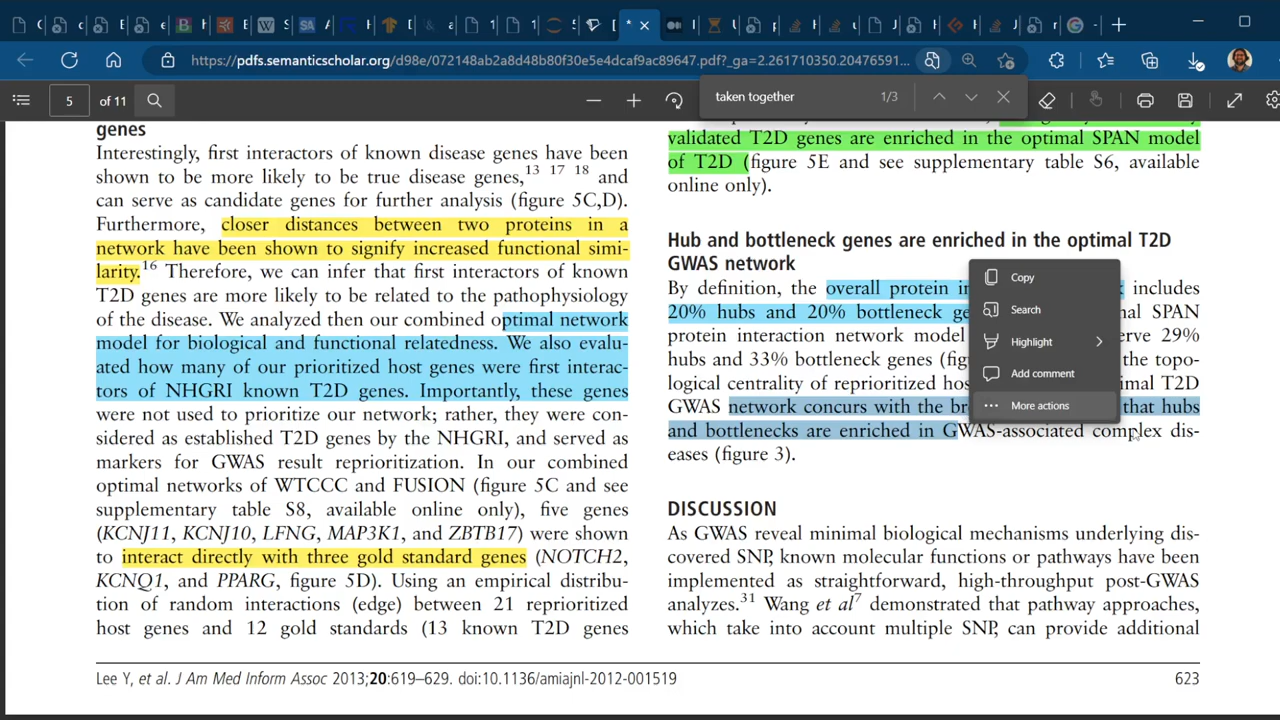 https://pdfs.semanticscholar.org/d98e/072148ab2a8d48b80f30e5e4dcaf9ac89647.pdf?_ga=2.261710350.20476591...
5 of 11
taken together 1/3
genes
Interestingly, first interactors of known disease genes have been
shown to be more likely to be true disease genes,13 17 18 and
can serve as candidate genes for further analysis (figure 5C,D).
Furthermore, closer distances between two proteins in a
network have been shown to signify increased functional simi-
larity.16 Therefore, we can infer that first interactors of known
T2D genes are more likely to be related to the pathophysiology
of the disease. We analyzed then our combined optimal network
model for biological and functional relatedness. We also evalu-
ated how many of our prioritized host genes were first interac-
tors of NHGRI known T2D genes. Importantly, these genes
were not used to prioritize our network; rather, they were con-
sidered as established T2D genes by the NHGRI, and served as
markers for GWAS result reprioritization. In our combined
optimal networks of WTCCC and FUSION (figure 5C and see
supplementary table S8, available online only), five genes
(KCNJ11, KCNJ10, LFNG, MAP3K1, and ZBTB17) were shown
to interact directly with three gold standard genes (NOTCH2,
KCNQ1, and PPARG, figure 5D). Using an empirical distribu-
tion of random interactions (edge) between 21 reprioritized
host genes and 12 gold standards (13 known T2D genes
validated T2D genes are enriched in the optimal SPAN model
of T2D (figure 5E and see supplementary table S6, available
online only).
Hub and bottleneck genes are enriched in the optimal T2D
GWAS network
By definition, the overall protein in includes
20% hubs and 20% bottleneck ge mal SPAN
protein interaction network model erve 29%
hubs and 33% bottleneck genes (fig the topo-
logical centrality of reprioritized hos imal T2D
GWAS network concurs with the br that hubs
and bottlenecks are enriched in GWAS-associated complex dis-
eases (figure 3).
Copy
Search
Highlight
Add comment
More actions
DISCUSSION
As GWAS reveal minimal biological mechanisms underlying dis-
covered SNP, known molecular functions or pathways have been
implemented as straightforward, high-throughput post-GWAS
analyzes.31 Wang et al7 demonstrated that pathway approaches,
which take into account multiple SNP, can provide additional
Lee Y, et al. J Am Med Inform Assoc 2013;20:619–629. doi:10.1136/amiajnl-2012-001519
623